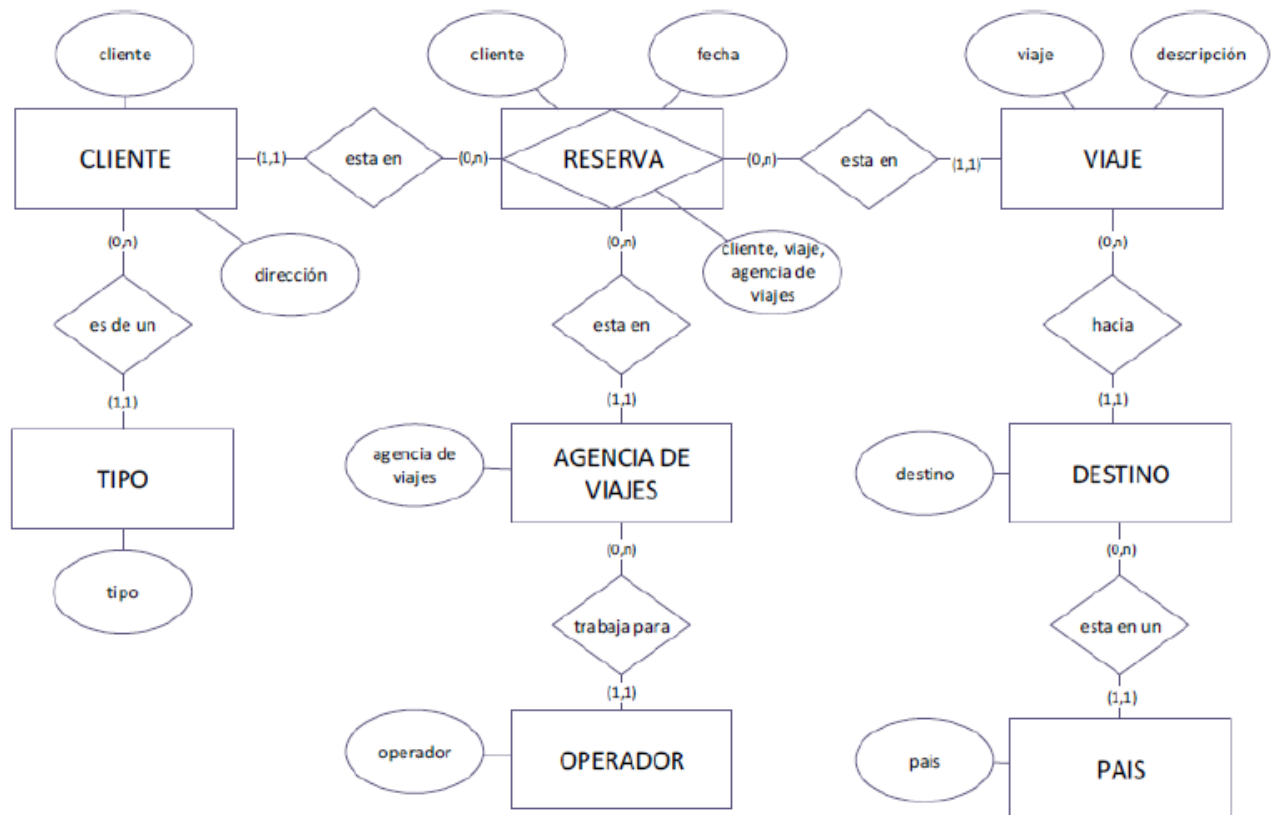 cliente
cliente
fecha
viaje
descripción
CLIENTE
(1,1)
esta en
(0,n)
RESERVA
(0,n)
esta en
(1,1)
VIAJE
(0,n)
dirección
(0,n)
cliente, viaje,
agencia de
viajes
(0,n)
es de un
esta en
hacia
(1,1)
(1,1)
(1,1)
TIPO
agencia de
viajes
AGENCIA DE
VIAJES
destino
DESTINO
(0,n)
(0,n)
tipo
trabaja para
esta en un
(1,1)
(1,1)
operador
OPERADOR
pais
PAIS